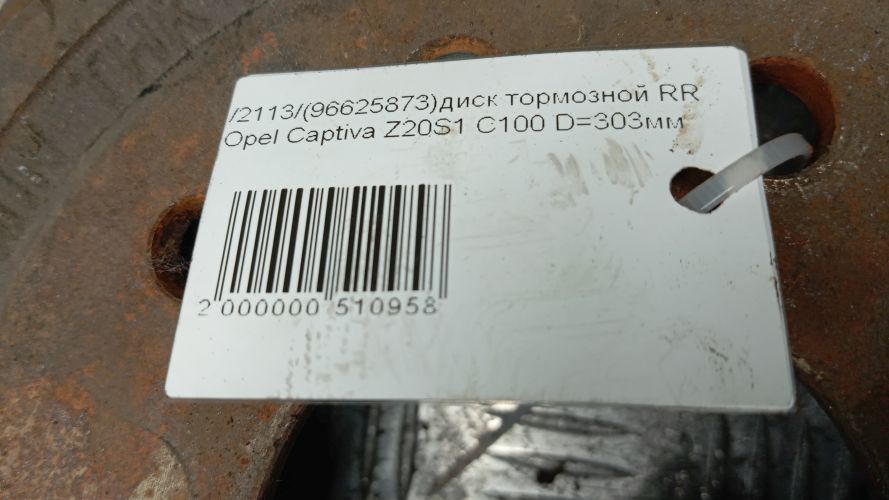 /2113/(96625873)диск тормозной RR
Opel Captiva Z20S1 C100 D=303мм
2 000000 510958